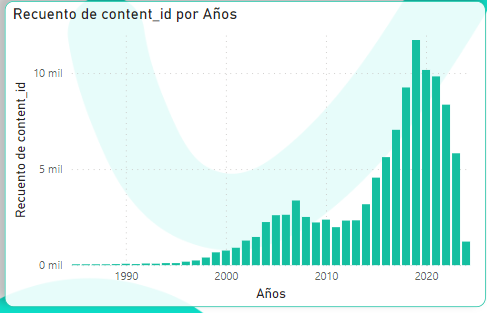 Recuento de content_id por Años
Recuento de content_id
10 mil
5 mil
0 mil
1990
2000
2010
2020
Años